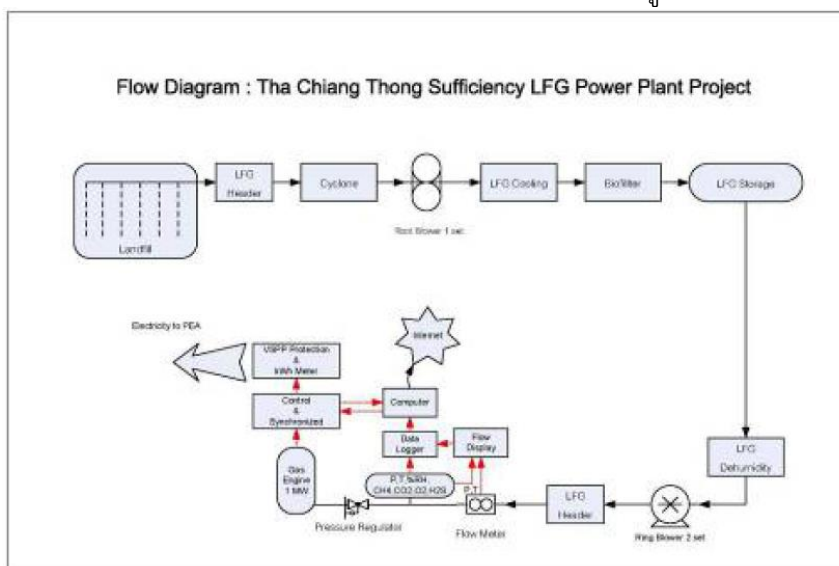 Flow Diagram : Tha Chiang Thong Sufficiency LFG Power Plant Project
LFG
Header
Cyclone
Root Blower 1 set
LFG Cooling
Biofilter
LFG Storage
Landfill
Electricity to PEA
VSPP Protection
&
kWh Meter
Internet
Control
&
Synchronized
Computer
Data
Logger
Flow
Display
Gas
Engine
1 MW
P,T,%RH,
CH4,CO2,O2,H2S
P,T
LFG
Dehumidity
LFG
Header
Pressure Regulator
Flow Meter
Ring Blower 2 set